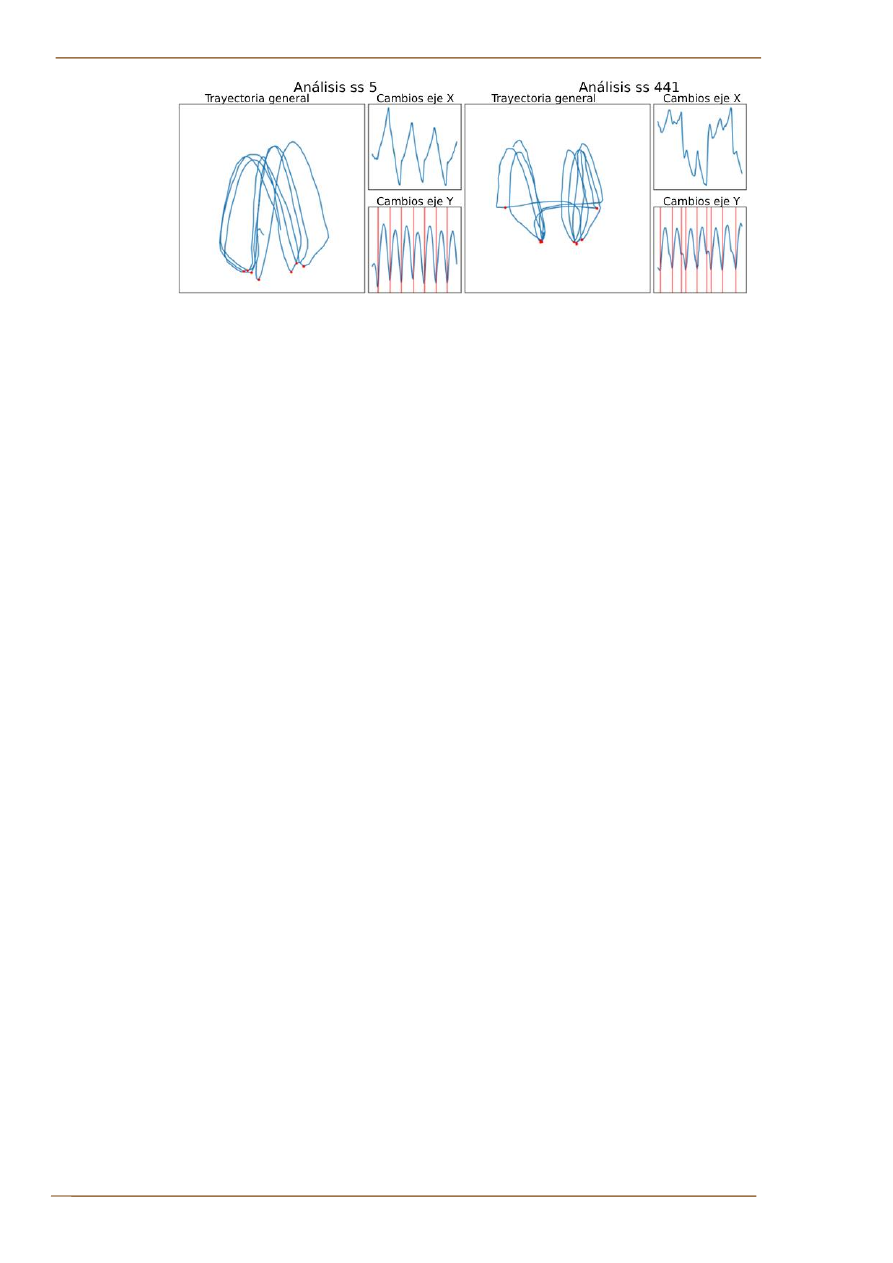 Análisis ss 5
Trayectoria general
Cambios eje X
Cambios eje Y
Análisis ss 441
Trayectoria general
Cambios eje X
Cambios eje Y